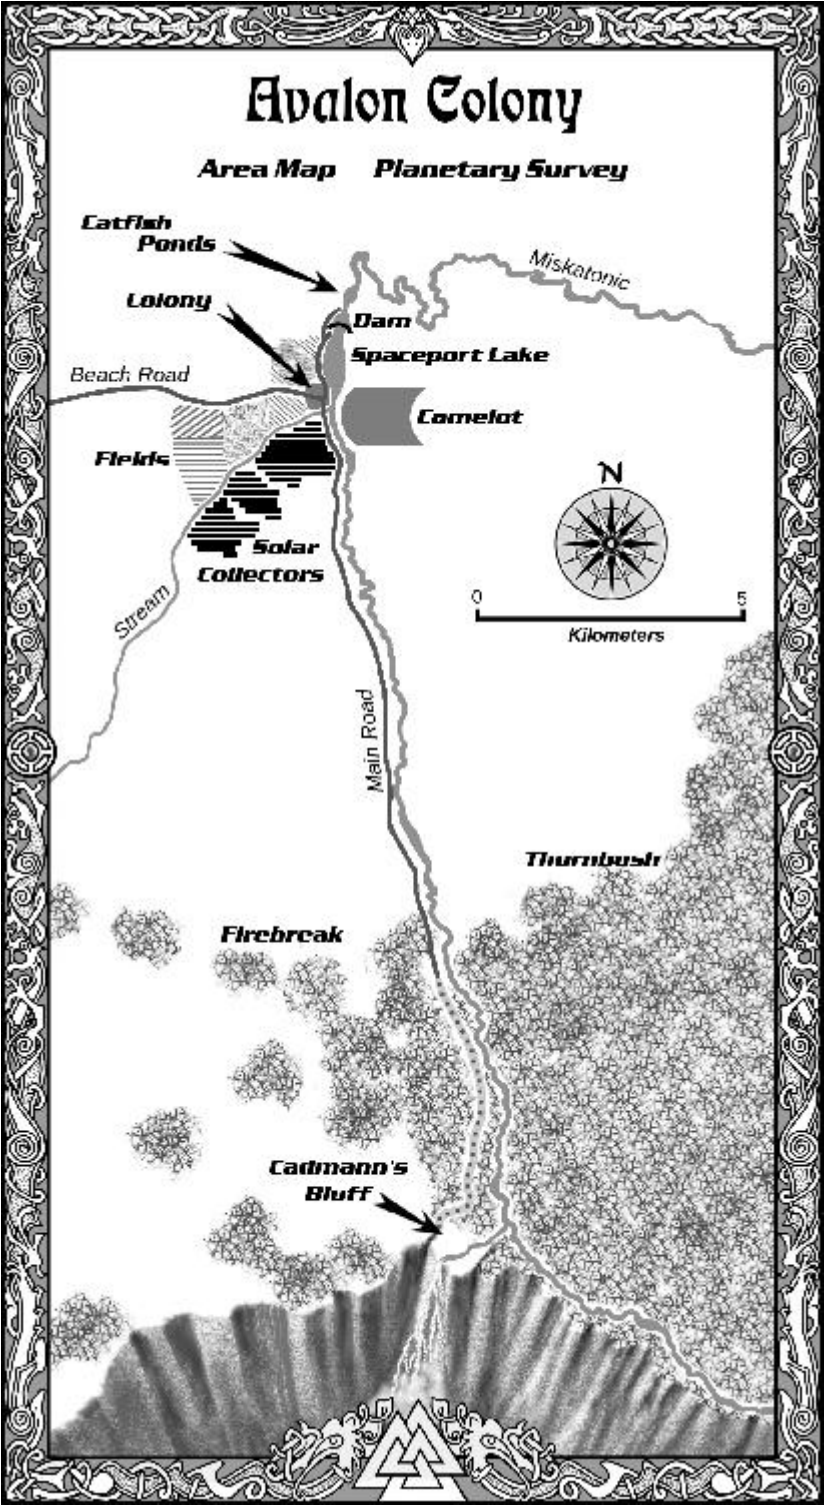 Avalon Colony
Area Map Planetary Survey
Catfish
Ponds
Miskatonic
Colony
Dam
Spaceport Lake
Beach Road
Camelot
Fields
N
Solar
Collectors
0 5
Kilometers
Stream
Main Road
Thornbush
Firebreak
Cadmann's
Bluff